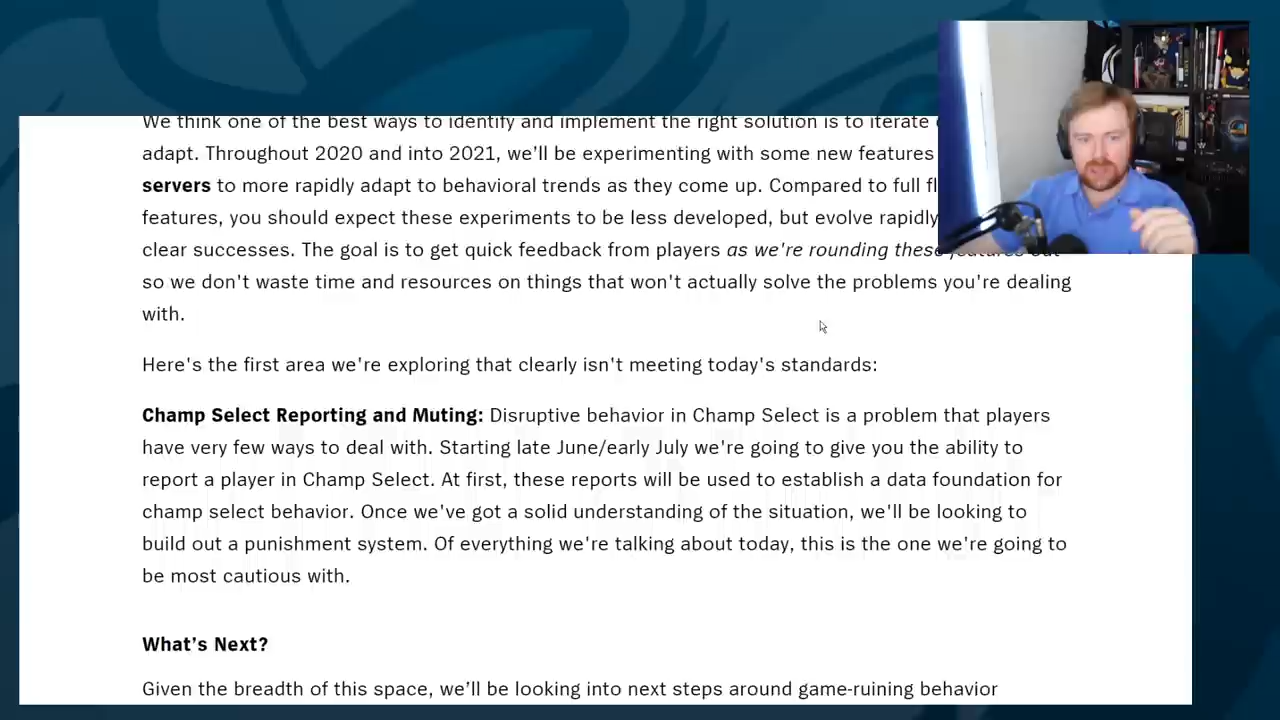 We think one of the best ways to identify and implement the right solution is to iterate
adapt. Throughout 2020 and into 2021, we’ll be experimenting with some new features
servers to more rapidly adapt to behavioral trends as they come up. Compared to full
features, you should expect these experiments to be less developed, but evolve rapidly
clear successes. The goal is to get quick feedback from players as we're rounding these features out
so we don't waste time and resources on things that won't actually solve the problems you're dealing
with.
Here's the first area we're exploring that clearly isn't meeting today's standards:
Champ Select Reporting and Muting: Disruptive behavior in Champ Select is a problem that players
have very few ways to deal with. Starting late June/early July we're going to give you the ability to
report a player in Champ Select. At first, these reports will be used to establish a data foundation for
champ select behavior. Once we've got a solid understanding of the situation, we'll be looking to
build out a punishment system. Of everything we're talking about today, this is the one we're going to
be most cautious with.
What’s Next?
Given the breadth of this space, we’ll be looking into next steps around game-ruining behavior